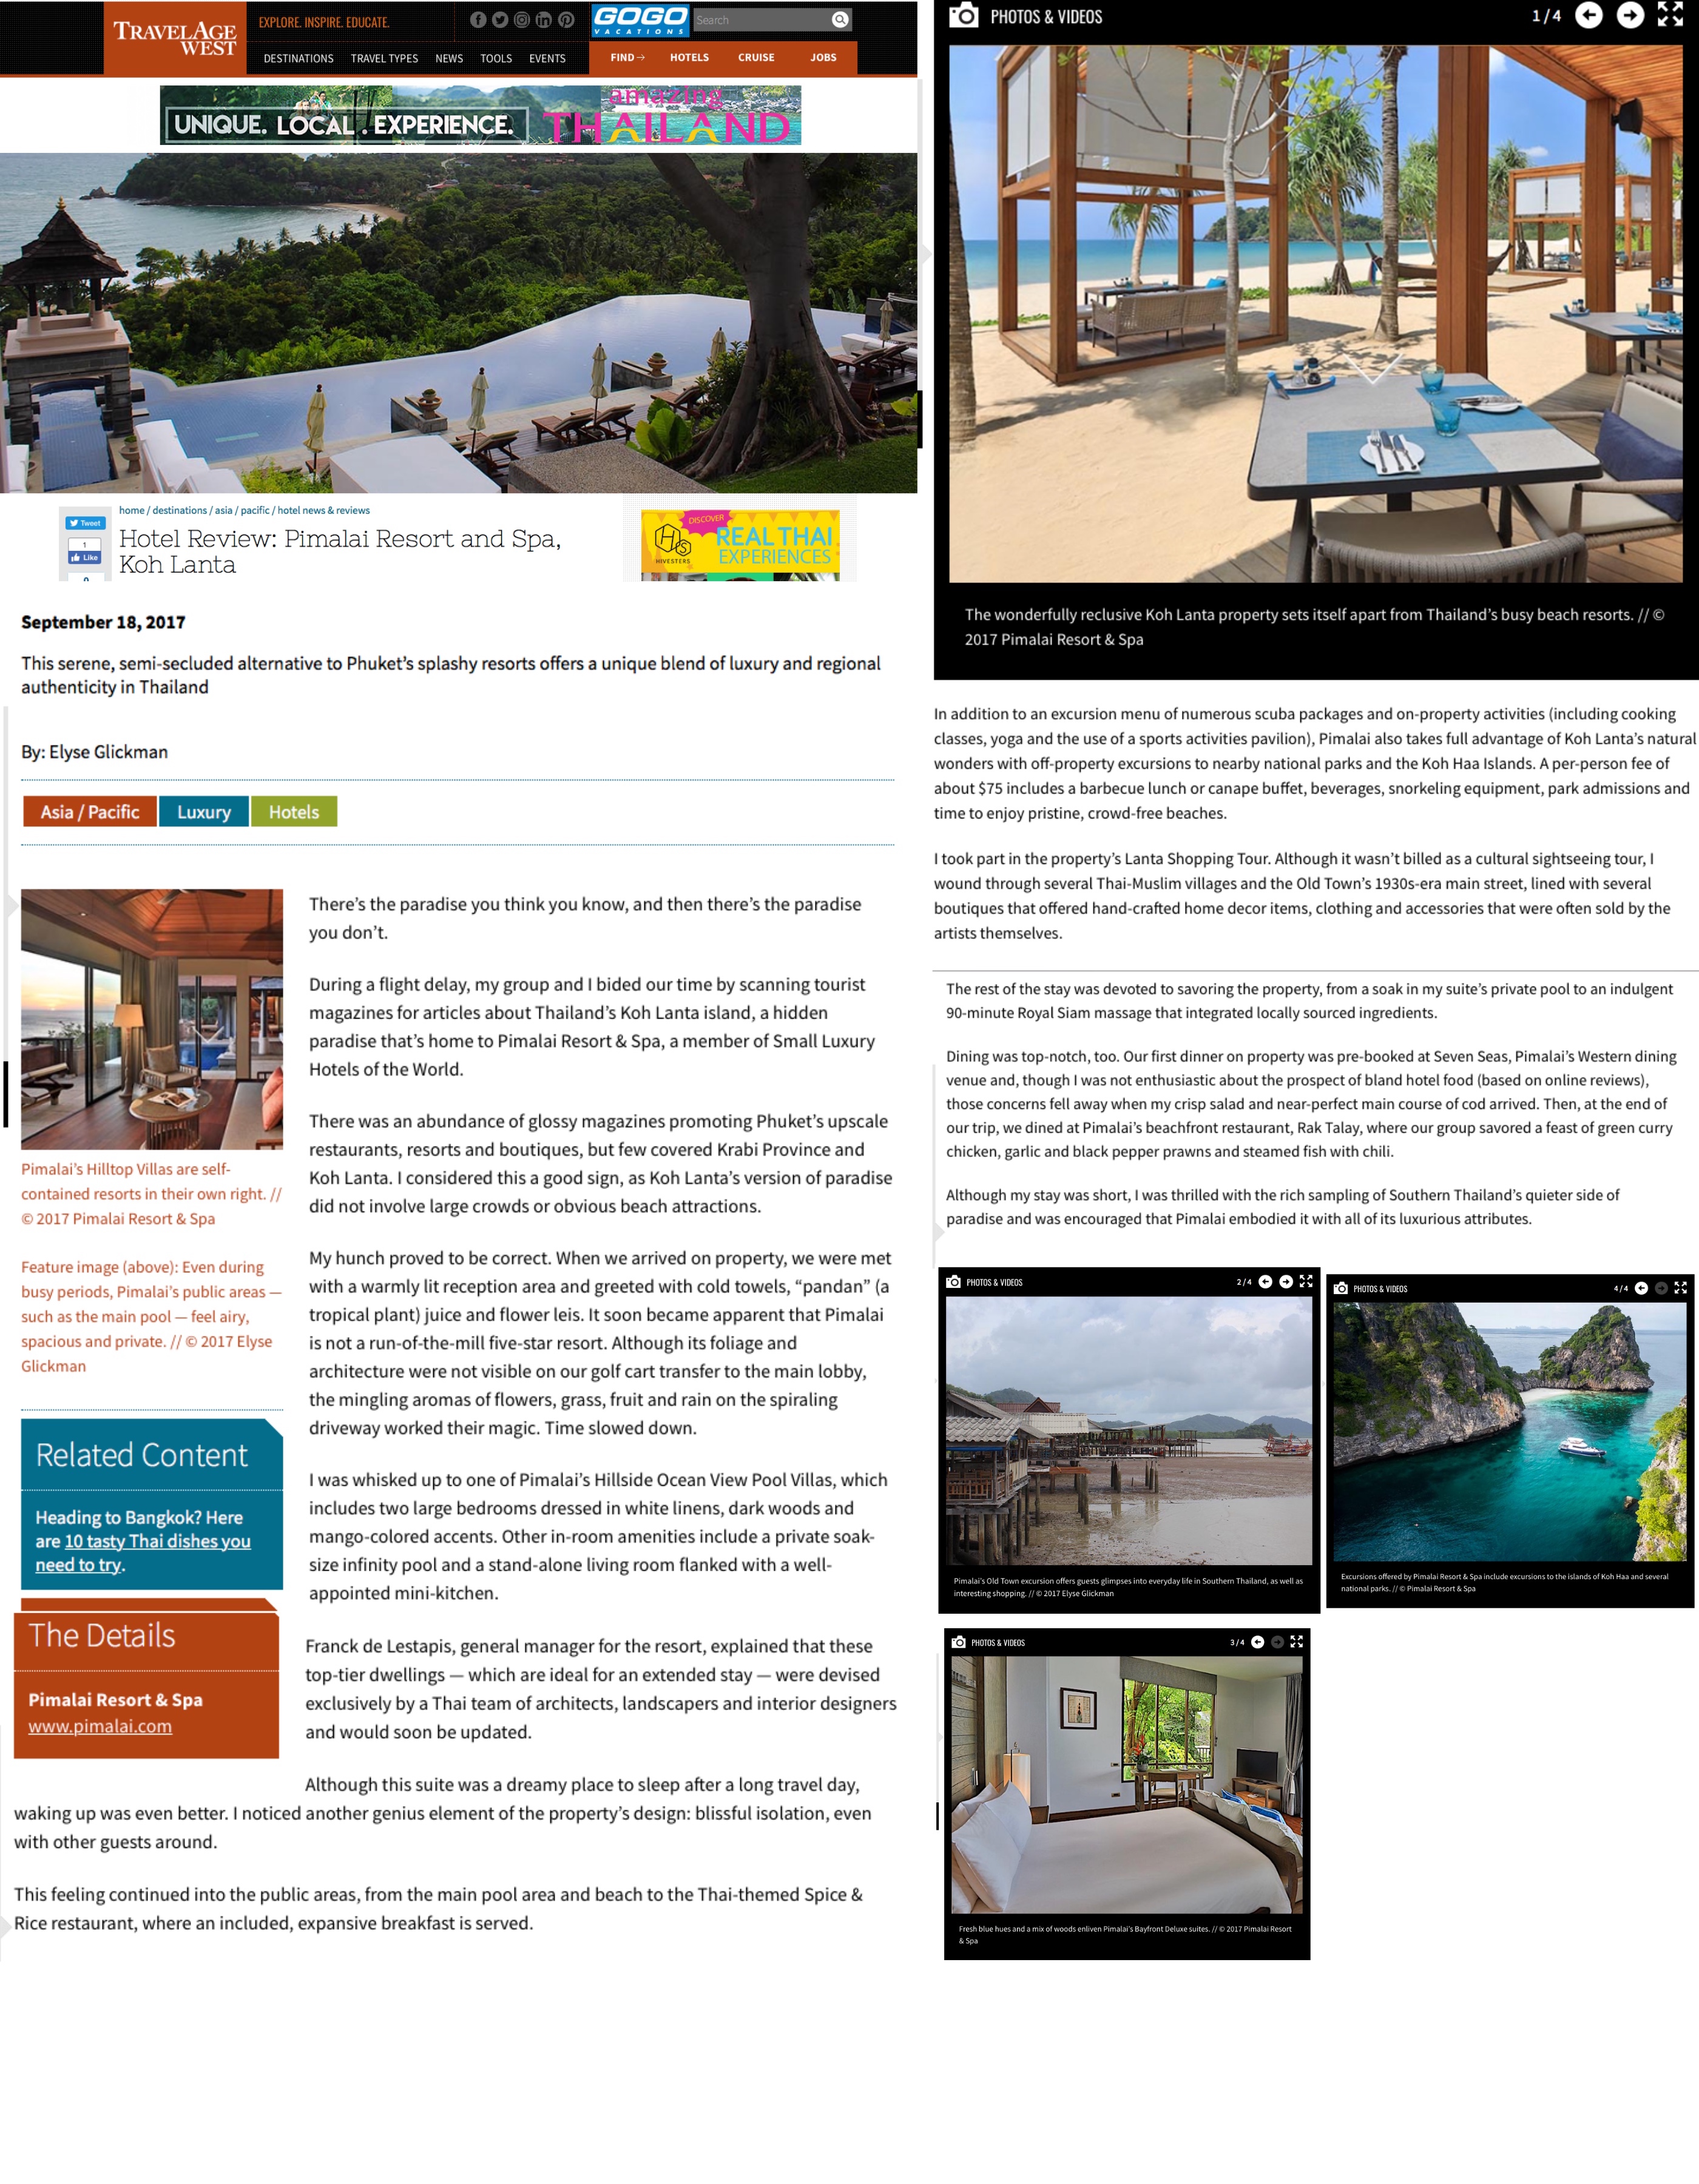 TRAVELAGE
WEST
EXPLORE. INSPIRE. EDUCATE.
GOGO
VACATIONS
Search
DESTINATIONS TRAVEL TYPES NEWS TOOLS EVENTS
FIND→ HOTELS CRUISE JOBS
UNIQUE. LOCAL. EXPERIENCE.
amazing
THAILAND
home / destinations / asia / pacific / hotel news & reviews
Tweet
1
Like
0
Hotel Review: Pimalai Resort and Spa,
Koh Lanta
DISCOVER
HIVESTERS
REAL THAI
EXPERIENCES
September 18, 2017
This serene, semi-secluded alternative to Phuket's splashy resorts offers a unique blend of luxury and regional
authenticity in Thailand
By: Elyse Glickman
Asia / Pacific Luxury Hotels
Pimalai's Hilltop Villas are self-
contained resorts in their own right. //
© 2017 Pimalai Resort & Spa
Feature image (above): Even during
busy periods, Pimalai's public areas —
such as the main pool — feel airy,
spacious and private. // © 2017 Elyse
Glickman
Related Content
Heading to Bangkok? Here
are 10 tasty Thai dishes you
need to try.
The Details
Pimalai Resort & Spa
www.pimalai.com
There's the paradise you think you know, and then there's the paradise
you don't.
During a flight delay, my group and I bided our time by scanning tourist
magazines for articles about Thailand's Koh Lanta island, a hidden
paradise that's home to Pimalai Resort & Spa, a member of Small Luxury
Hotels of the World.
There was an abundance of glossy magazines promoting Phuket's upscale
restaurants, resorts and boutiques, but few covered Krabi Province and
Koh Lanta. I considered this a good sign, as Koh Lanta's version of paradise
did not involve large crowds or obvious beach attractions.
My hunch proved to be correct. When we arrived on property, we were met
with a warmly lit reception area and greeted with cold towels, “pandan” (a
tropical plant) juice and flower leis. It soon became apparent that Pimalai
is not a run-of-the-mill five-star resort. Although its foliage and
architecture were not visible on our golf cart transfer to the main lobby,
the mingling aromas of flowers, grass, fruit and rain on the spiraling
driveway worked their magic. Time slowed down.
I was whisked up to one of Pimalai's Hillside Ocean View Pool Villas, which
includes two large bedrooms dressed in white linens, dark woods and
mango-colored accents. Other in-room amenities include a private soak-
size infinity pool and a stand-alone living room flanked with a well-
appointed mini-kitchen.
Franck de Lestapis, general manager for the resort, explained that these
top-tier dwellings — which are ideal for an extended stay — were devised
exclusively by a Thai team of architects, landscapers and interior designers
and would soon be updated.
Although this suite was a dreamy place to sleep after a long travel day,
waking up was even better. I noticed another genius element of the property's design: blissful isolation, even
with other guests around.
This feeling continued into the public areas, from the main pool area and beach to the Thai-themed Spice &
Rice restaurant, where an included, expansive breakfast is served.
PHOTOS & VIDEOS 1/4
The wonderfully reclusive Koh Lanta property sets itself apart from Thailand's busy beach resorts. // ©
2017 Pimalai Resort & Spa
In addition to an excursion menu of numerous scuba packages and on-property activities (including cooking
classes, yoga and the use of a sports activities pavilion), Pimalai also takes full advantage of Koh Lanta's natural
wonders with off-property excursions to nearby national parks and the Koh Haa Islands. A per-person fee of
about $75 includes a barbecue lunch or canape buffet, beverages, snorkeling equipment, park admissions and
time to enjoy pristine, crowd-free beaches.
I took part in the property's Lanta Shopping Tour. Although it wasn't billed as a cultural sightseeing tour, I
wound through several Thai-Muslim villages and the Old Town's 1930s-era main street, lined with several
boutiques that offered hand-crafted home decor items, clothing and accessories that were often sold by the
artists themselves.
The rest of the stay was devoted to savoring the property, from a soak in my suite's private pool to an indulgent
90-minute Royal Siam massage that integrated locally sourced ingredients.
Dining was top-notch, too. Our first dinner on property was pre-booked at Seven Seas, Pimalai's Western dining
venue and, though I was not enthusiastic about the prospect of bland hotel food (based on online reviews),
those concerns fell away when my crisp salad and near-perfect main course of cod arrived. Then, at the end of
our trip, we dined at Pimalai's beachfront restaurant, Rak Talay, where our group savored a feast of green curry
chicken, garlic and black pepper prawns and steamed fish with chili.
Although my stay was short, I was thrilled with the rich sampling of Southern Thailand's quieter side of
paradise and was encouraged that Pimalai embodied it with all of its luxurious attributes.
PHOTOS & VIDEOS 2/4
Pimalai's Old Town excursion offers guests glimpses into everyday life in Southern Thailand, as well as
interesting shopping. // © 2017 Elyse Glickman
PHOTOS & VIDEOS 4/4
Excursions offered by Pimalai Resort & Spa include excursions to the islands of Koh Haa and several
national parks. // © Pimalai Resort & Spa
PHOTOS & VIDEOS 3/4
Fresh blue hues and a mix of woods enliven Pimalai's Bayfront Deluxe suites. // © 2017 Pimalai Resort
& Spa